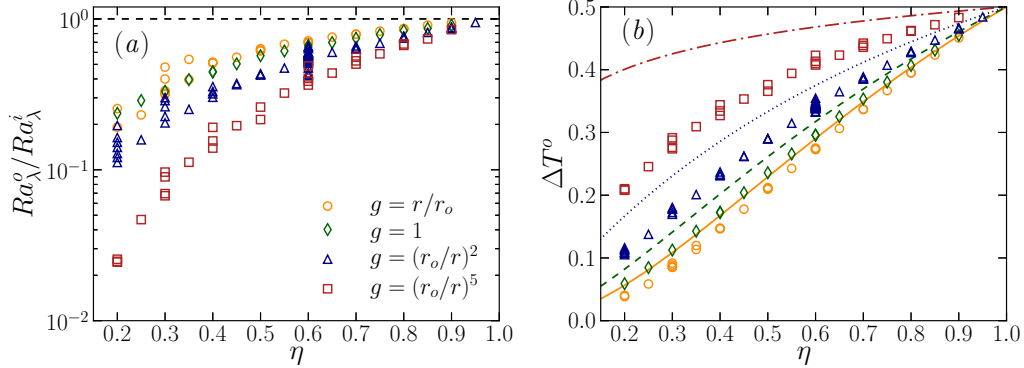 10^0
10^{-1}
10^{-2}
Ra^o_λ/Ra^i_λ
(a)
g = r/r_o
g = 1
g = (r_o/r)^2
g = (r_o/r)^5
0.2 0.3 0.4 0.5 0.6 0.7 0.8 0.9 1.0
η
0.5
0.4
0.3
0.2
0.1
0.0
ΔT^o
(b)
0.2 0.3 0.4 0.5 0.6 0.7 0.8 0.9 1.0
η